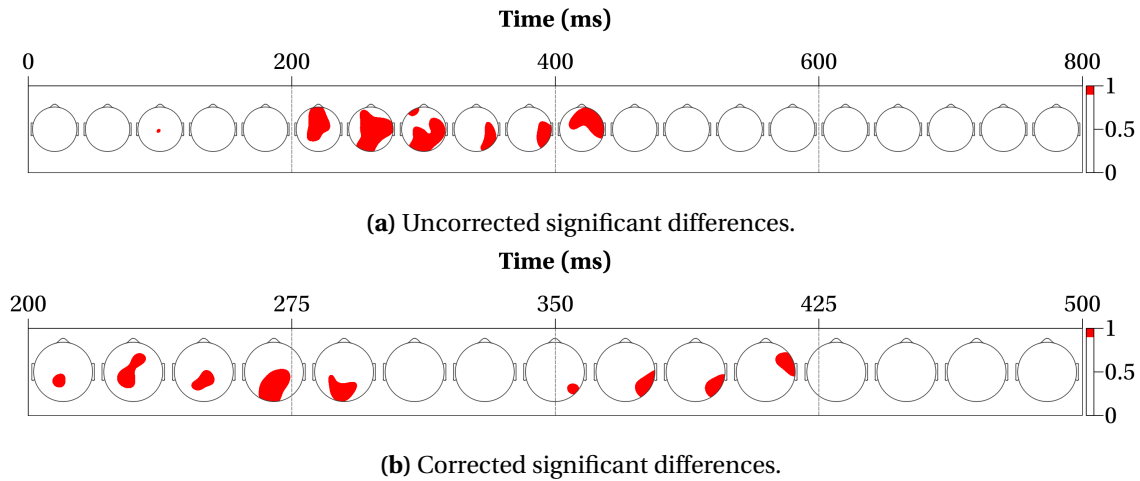 Time (ms)
0 200 400 600 800
1
0.5
0
(a) Uncorrected significant differences.
Time (ms)
200 275 350 425 500
1
0.5
0
(b) Corrected significant differences.